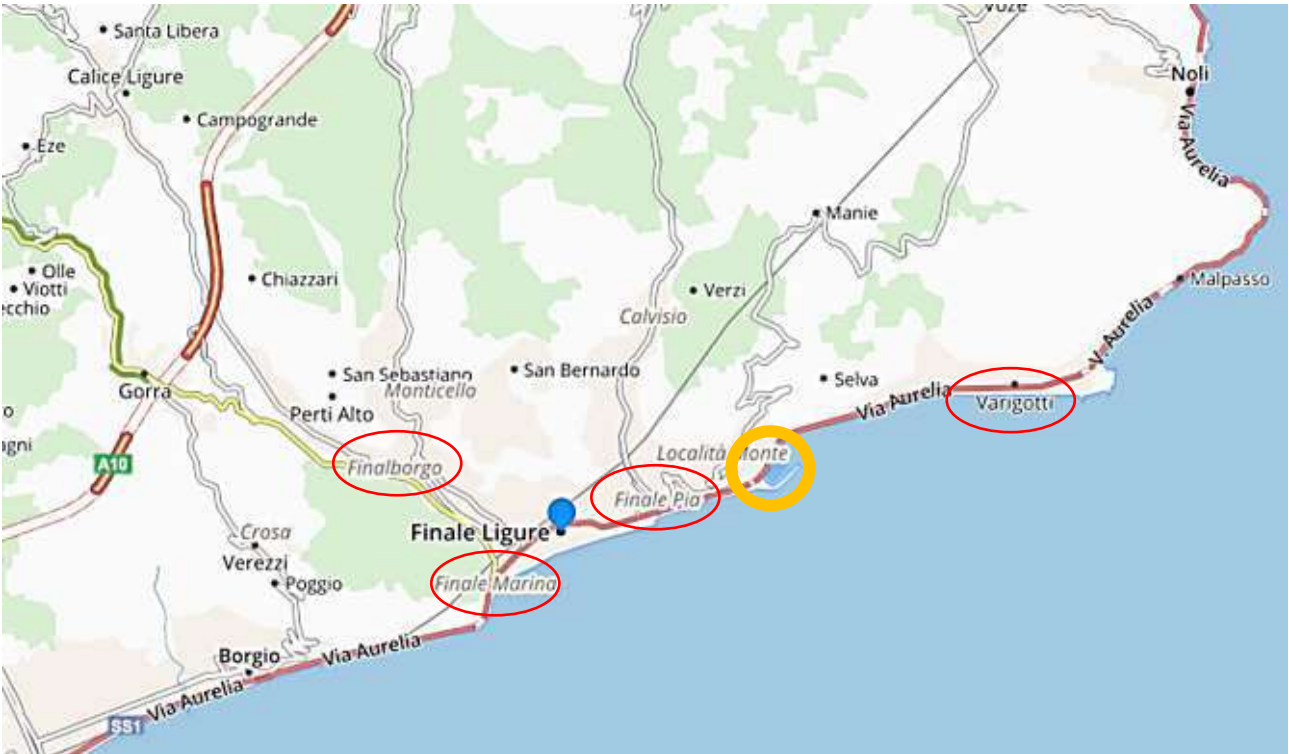 Santa Libera
Voze
Calice Ligure
Noli
Campogrande
Via Aurelia
Eze
Manie
Olle
Viotti
ecchio
Chiazzari
Verzi
Malpasso
Calvisio
V. Aurelia
San Sebastiano
San Bernardo
Selva
Gorra
Monticello
Via Aurelia
Varigotti
Perti Alto
agni
A10
Finalborgo
Località Monte
Finale Pia
Finale Ligure
Crosa
Verezzi
Poggio
Finale Marina
Borgio
Via Aurelia
Via Aurelia
SS1